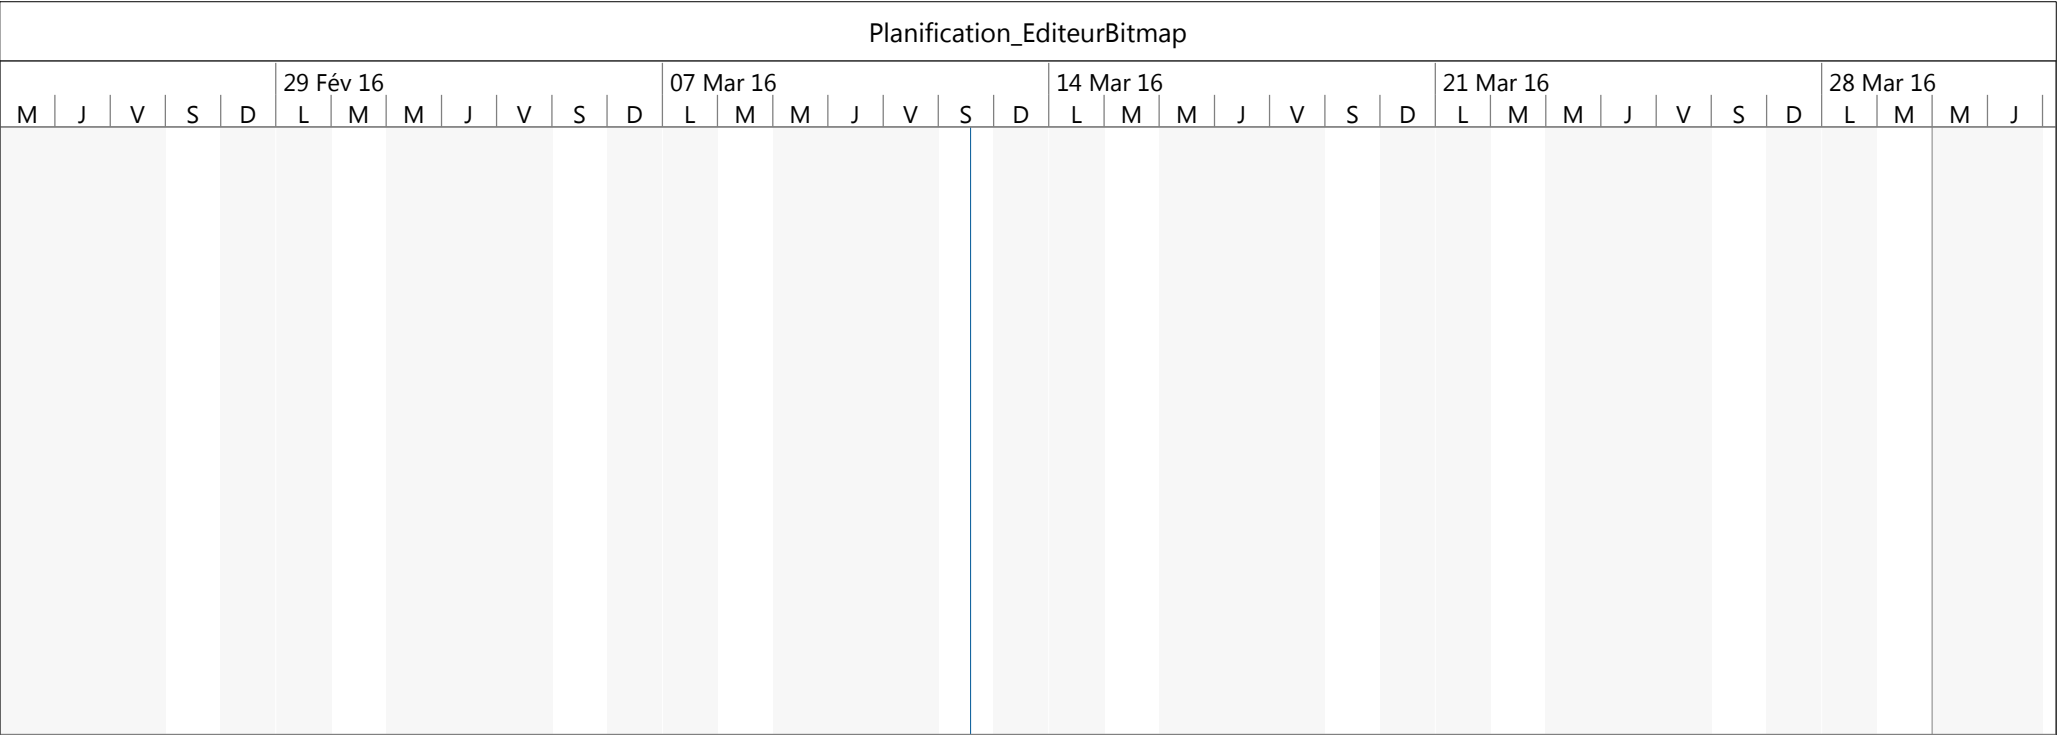 Planification_EditeurBitmap
29 Fév 16 07 Mar 16 14 Mar 16 21 Mar 16 28 Mar 16
M J V S D L M M J V S D L M M J V S D L M M J V S D L M M J V S D L M M J